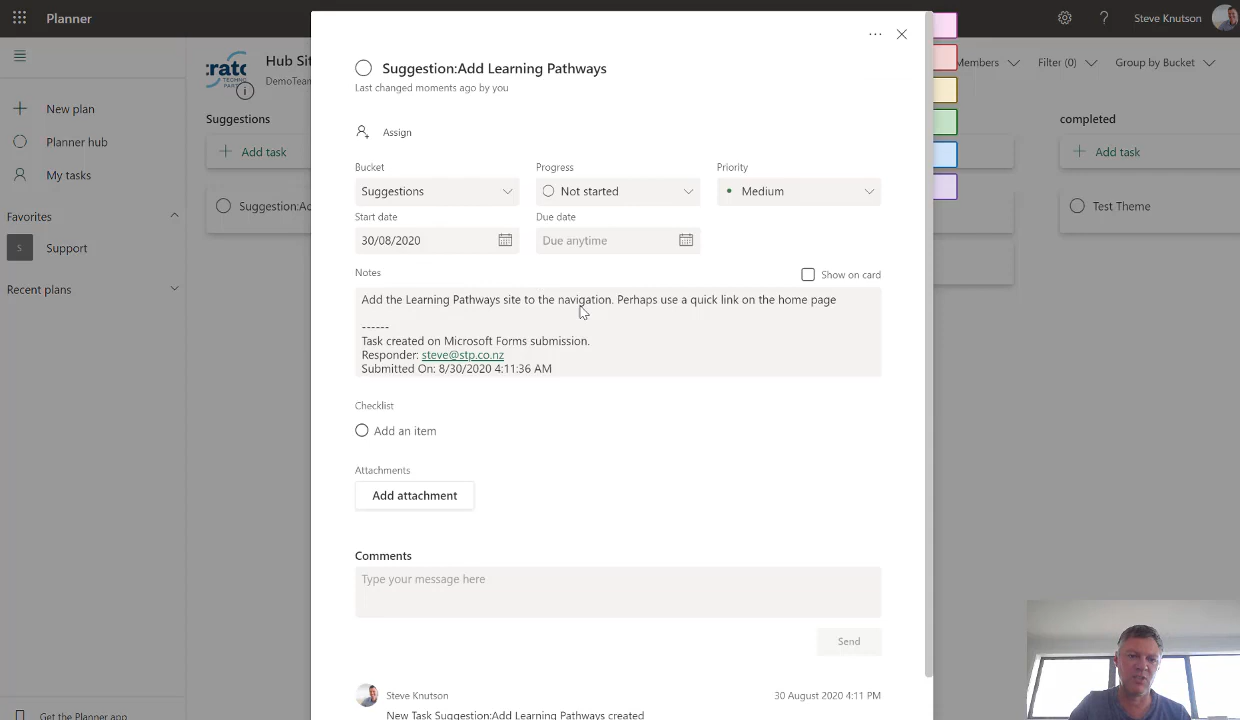 Planner
Steve Knutson
Hub Sit
DemoTean
Members
Filter (0)
Group by Bucket
New plan
Planner hub
My tasks
Favorites
S
Support
Recent plans
Get the Planner app
Suggestions
Add task
Suggestion:Ad
completed
Add task
Test Theme
Suggestion:Add Learning Pathways
Last changed moments ago by you
Assign
Bucket
Progress
Priority
Suggestions
Not started
Medium
Start date
Due date
30/08/2020
Due anytime
Notes
Show on card
Add the Learning Pathways site to the navigation. Perhaps use a quick link on the home page
------
Task created on Microsoft Forms submission.
Responder: steve@stp.co.nz
Submitted On: 8/30/2020 4:11:36 AM
Checklist
Add an item
Attachments
Add attachment
Comments
Type your message here
Send
Steve Knutson
30 August 2020 4:11 PM
New Task Suggestion:Add Learning Pathways created